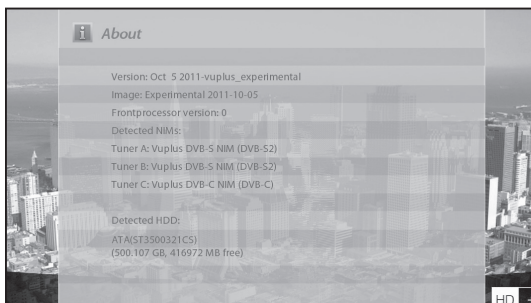 About
Version: Oct 5 2011-vuplus_experimental
Image: Experimental 2011-10-05
Frontprocessor version: 0
Detected NIMs:
Tuner A: Vuplus DVB-S NIM (DVB-S2)
Tuner B: Vuplus DVB-S NIM (DVB-S2)
Tuner C: Vuplus DVB-C NIM (DVB-C)
Detected HDD:
ATA(ST3500321CS)
(500.107 GB, 416972 MB free)
HD